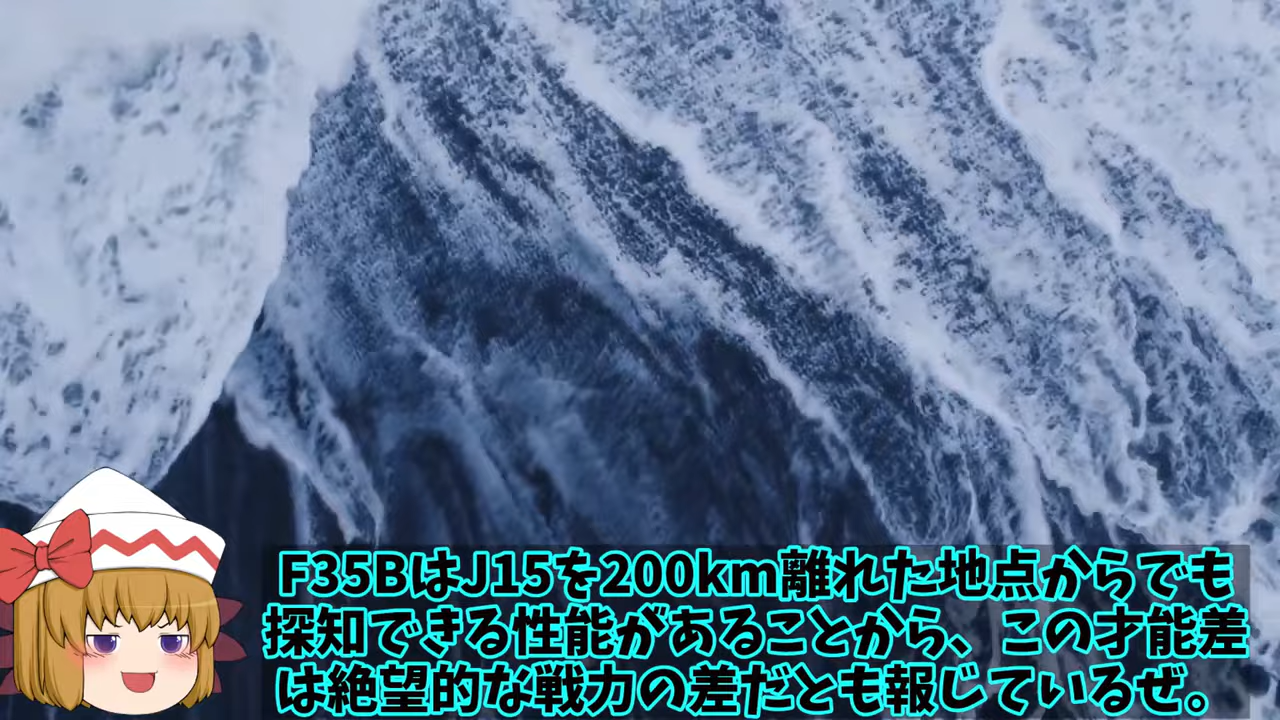 F35BはJ15を200km離れた地点からでも
探知できる性能があることから、この才能差
は絶望的な戦力の差だとも報じているぜ。